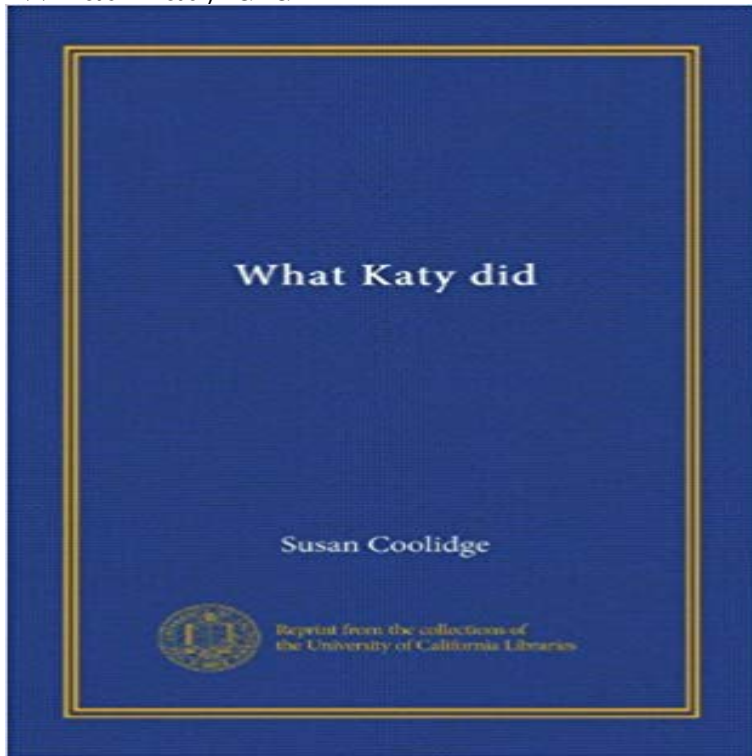 What Katy did
Susan Coolidge
Reprint from the collections of
the University of California Libraries